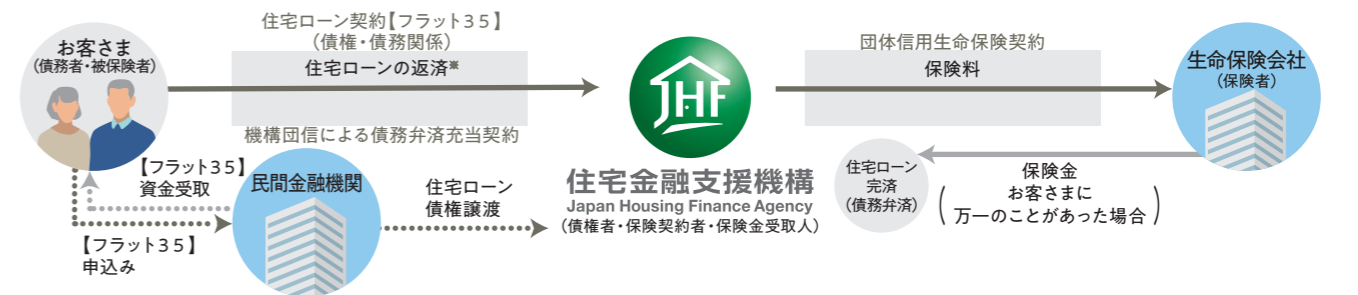 お客さま
(債務者・被保険者)
住宅ローン契約【フラット３５】
(債権・債務関係)
住宅ローンの返済※
機構団信による債務弁済充当契約
【フラット３５】
資金受取
【フラット３５】
申込み
民間金融機関
住宅ローン
債権譲渡
JHF
住宅金融支援機構
Japan Housing Finance Agency
(債権者・保険契約者・保険金受取人)
団体信用生命保険契約
保険料
生命保険会社
(保険者)
住宅ローン
完済
(債務弁済)
保険金
(お客さまに
万一のことがあった場合)